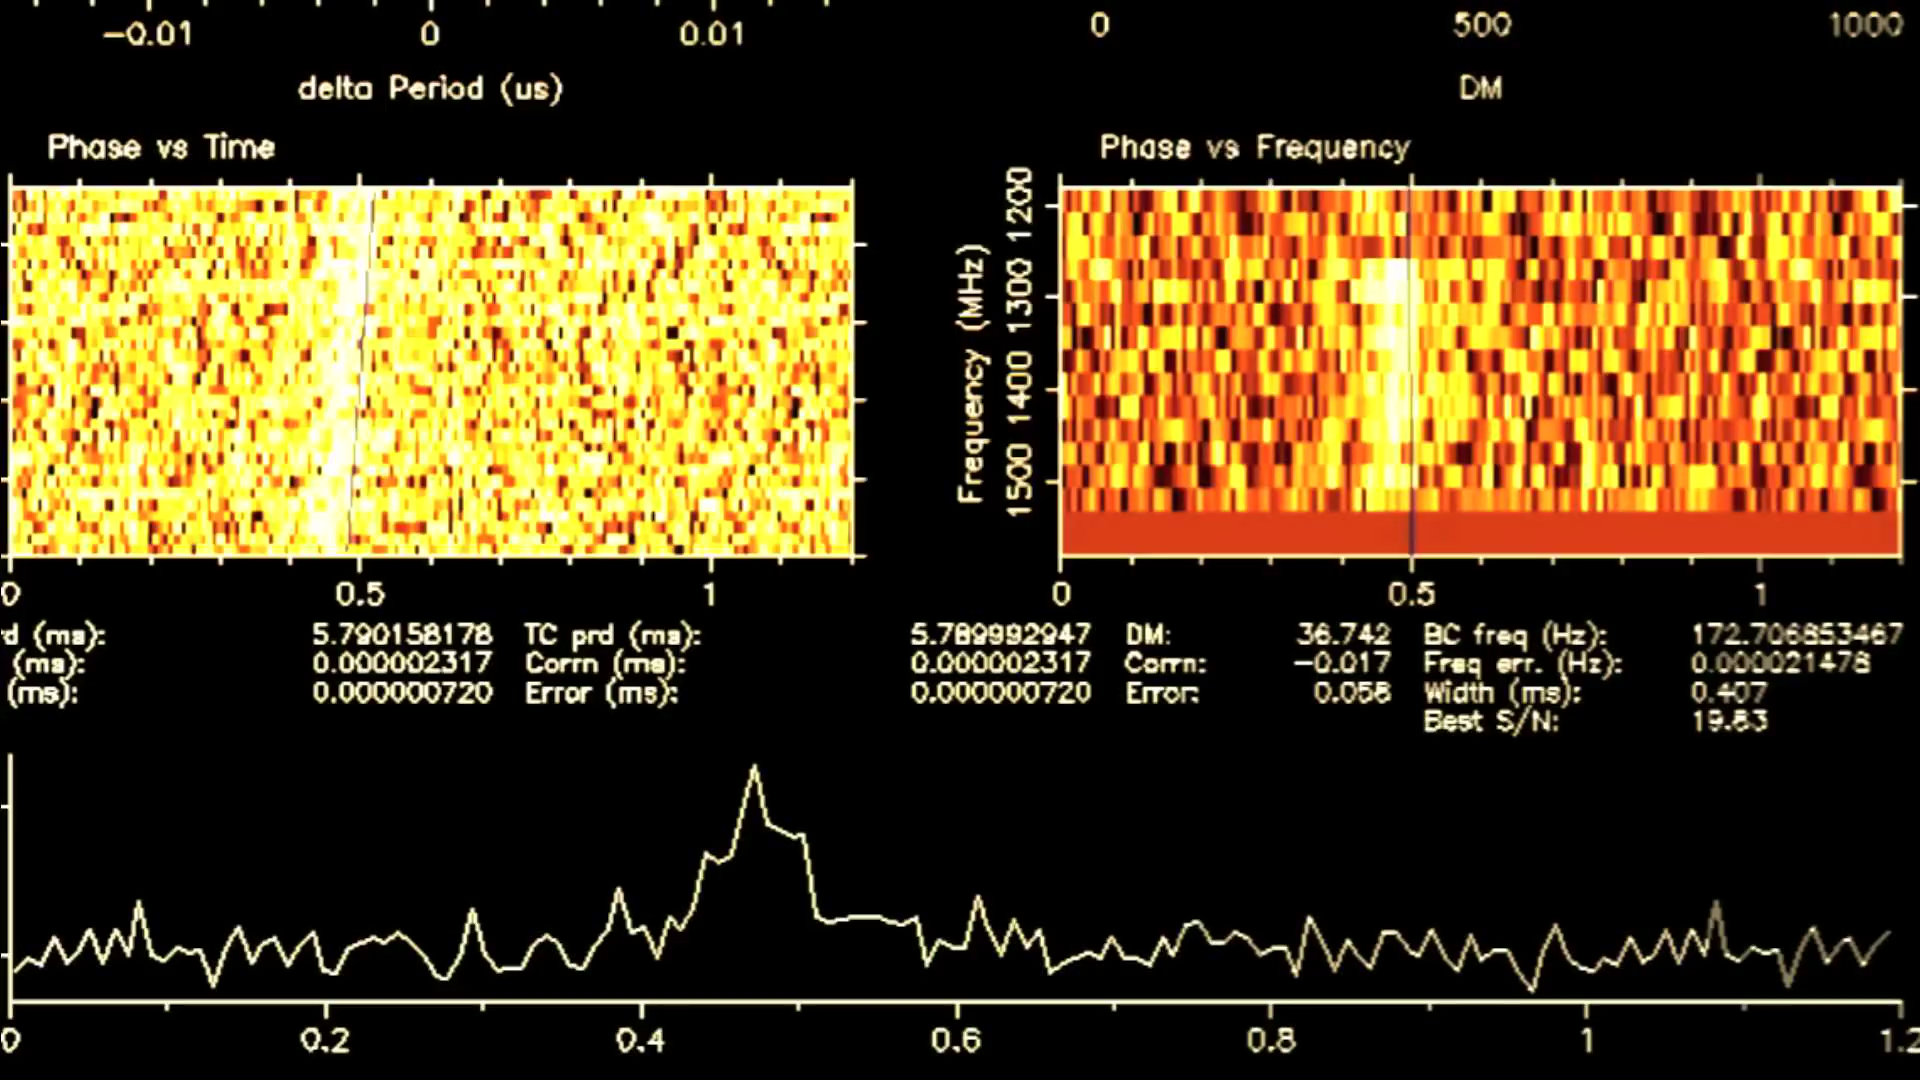 −0.01 0 0.01
0 500 1000
delta Period (us)
DM
Phase vs Time
Phase vs Frequency
Frequency (MHz)
1200
1300
1400
1500
0 0.5 1
0 0.5 1
d (ms): 5.790158178 TC prd (ms): 5.789992947 DM: 36.742 BC freq (Hz): 172.706853467
(ms): 0.000002317 Corrn (ms): 0.000002317 Corrn: −0.017 Freq err. (Hz): 0.000021476
(ms): 0.000000720 Error (ms): 0.000000720 Error: 0.058 Width (ms): 0.407
Best S/N: 19.83
0 0.2 0.4 0.6 0.8 1 1.2